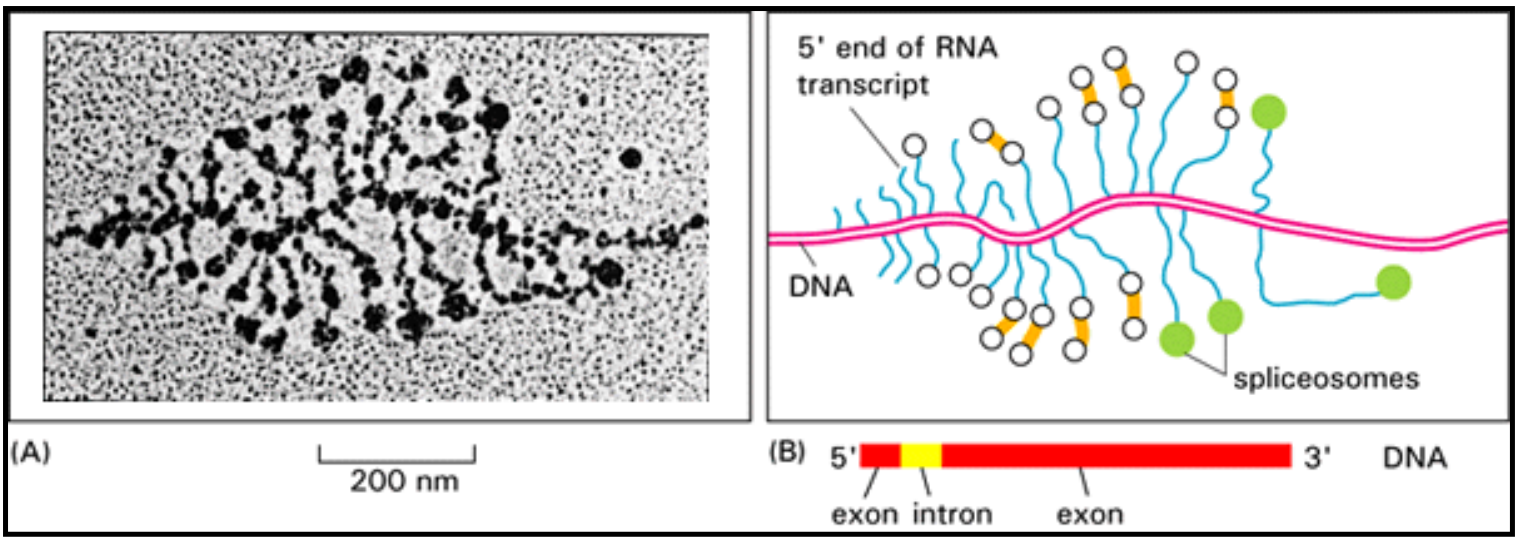 5' end of RNA
transcript
DNA
spliceosomes
(A)
200 nm
(B) 5' 3' DNA
exon intron exon